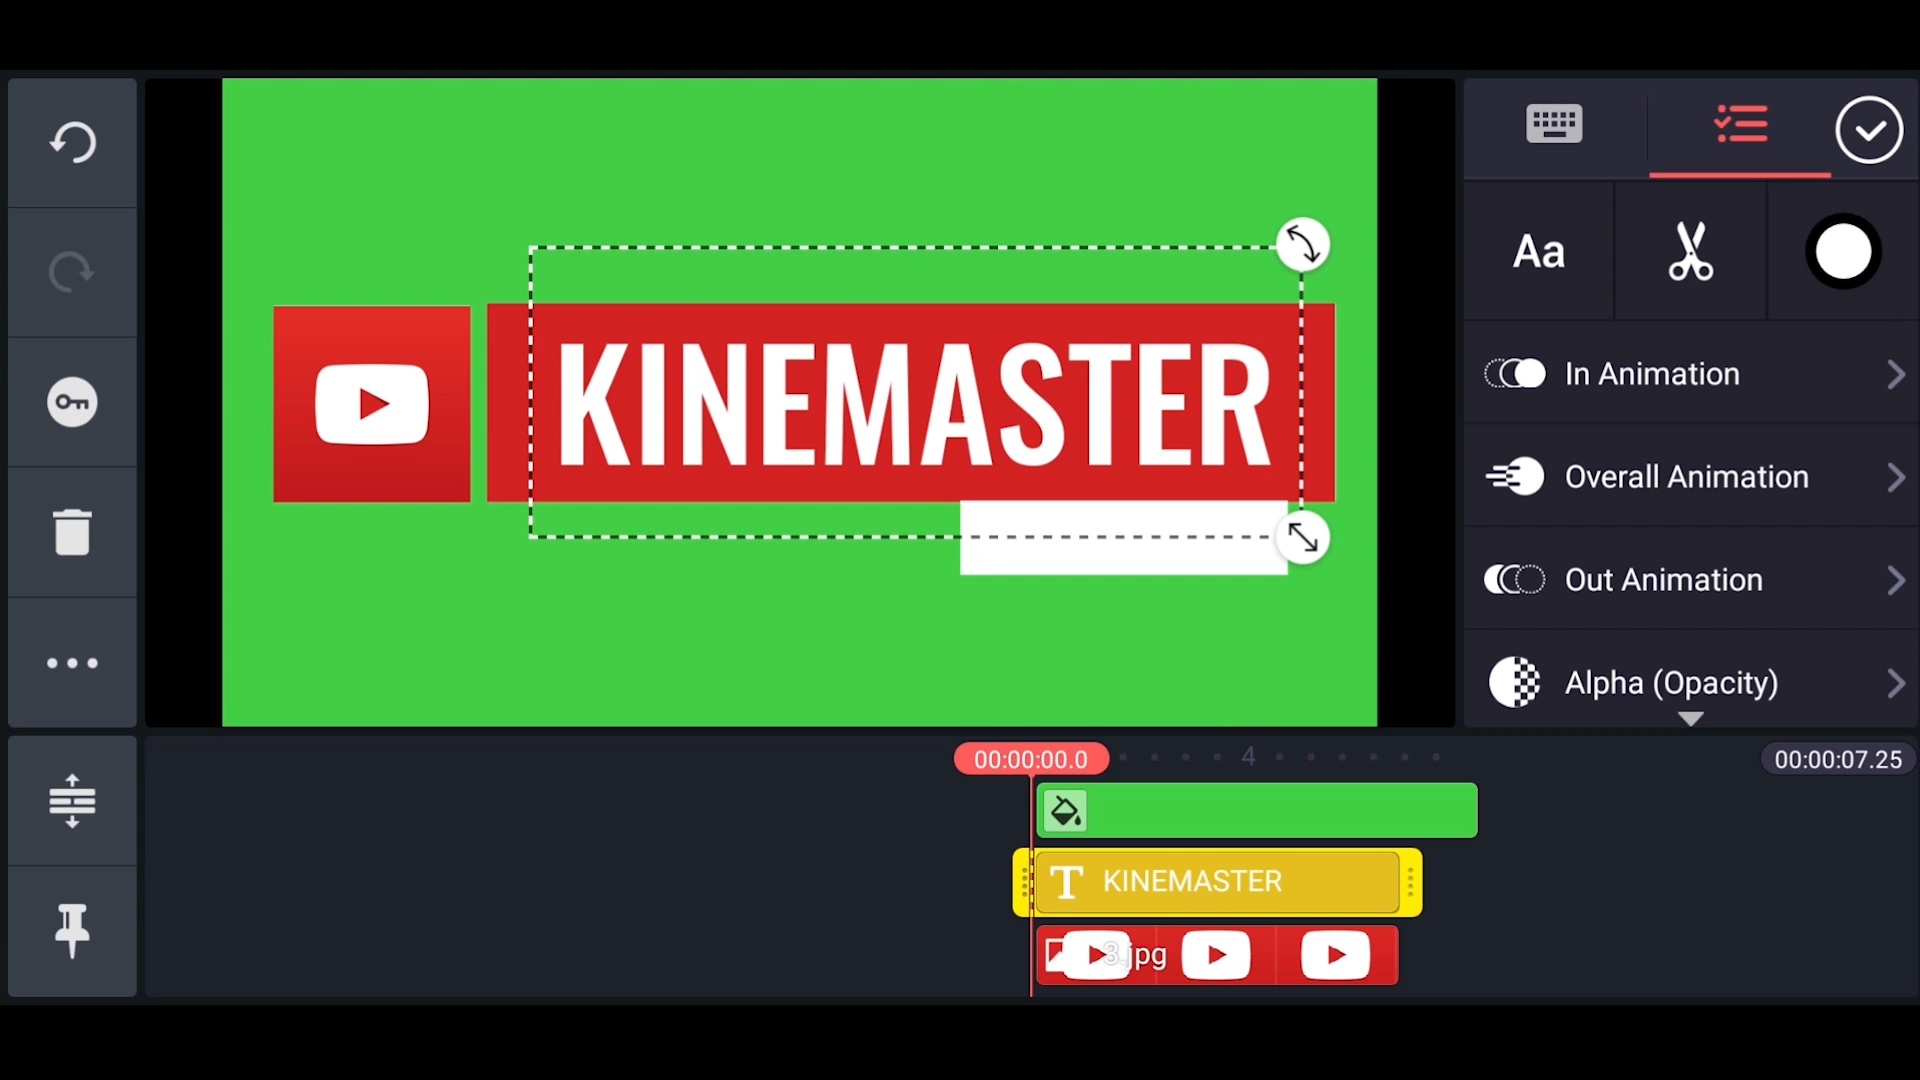 KINEMASTER
Aa
In Animation
Overall Animation
Out Animation
Alpha (Opacity)
00:00:00.0
4
00:00:07.25
T KINEMASTER
3.jpg